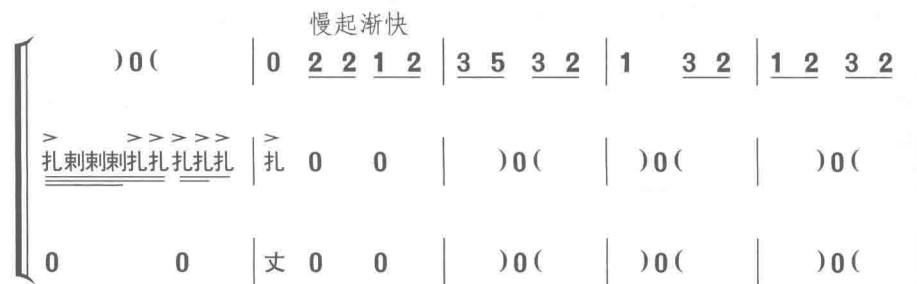 慢起渐快
)0( | 0 2 2 1 2 | 3 5 3 2 | 1 3 2 | 1 2 3 2
> > > > > > >
扎刺刺刺扎扎扎扎扎 | 扎 0 0 | )0( | )0( | )0(
0 0 | 丈 0 0 | )0( | )0( | )0(